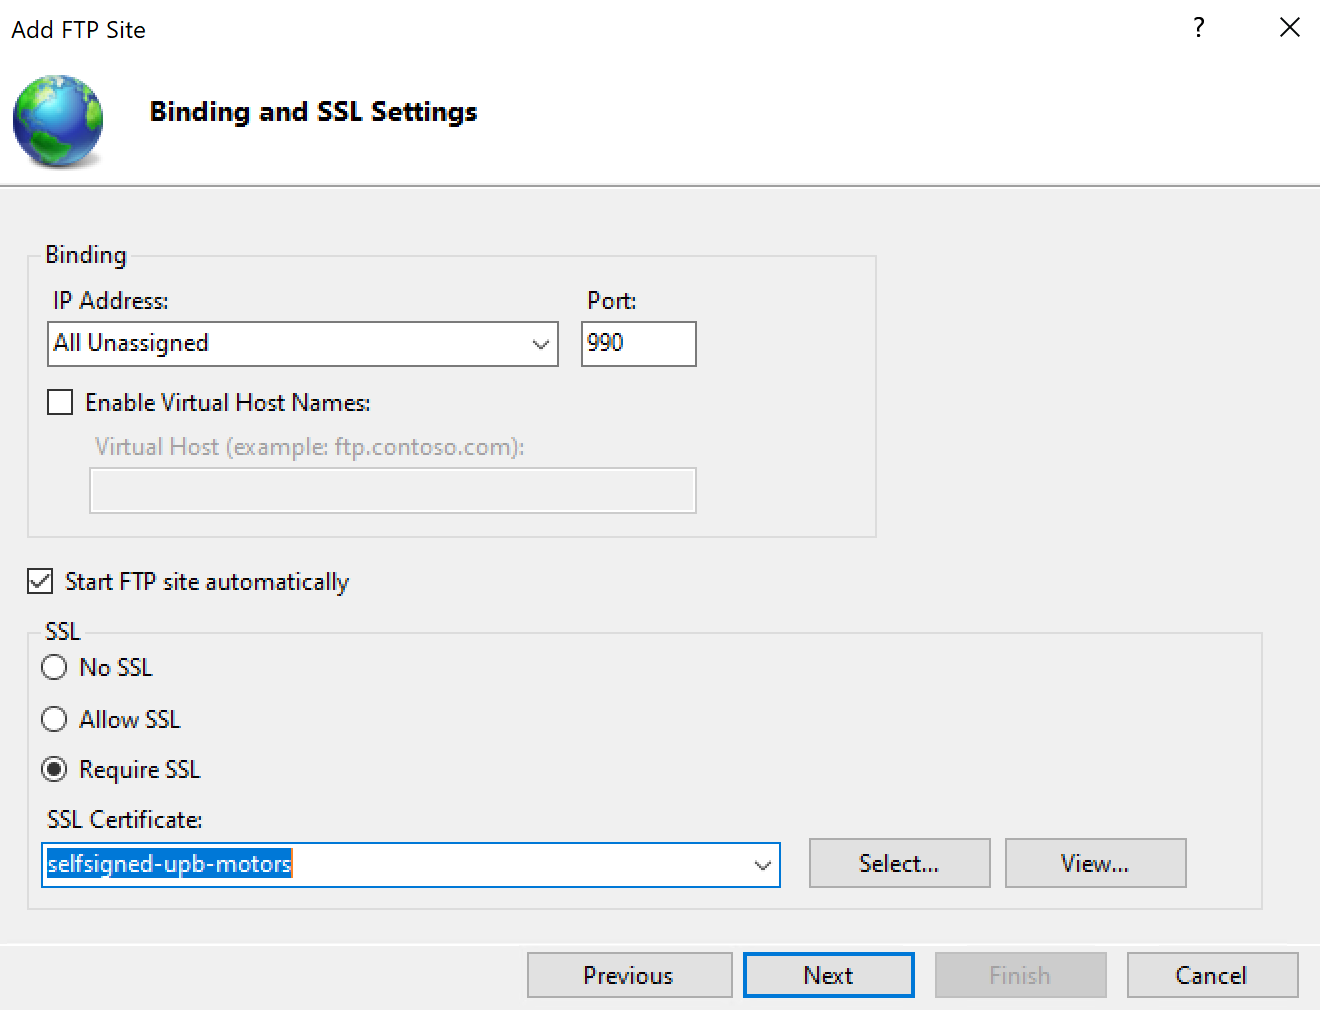 Add FTP Site
?
Binding and SSL Settings
Binding
IP Address: Port:
All Unassigned 990
Enable Virtual Host Names:
Virtual Host (example: ftp.contoso.com):
Start FTP site automatically
SSL
No SSL
Allow SSL
Require SSL
SSL Certificate:
selfsigned-upb-motors Select... View...
Previous Next Finish Cancel